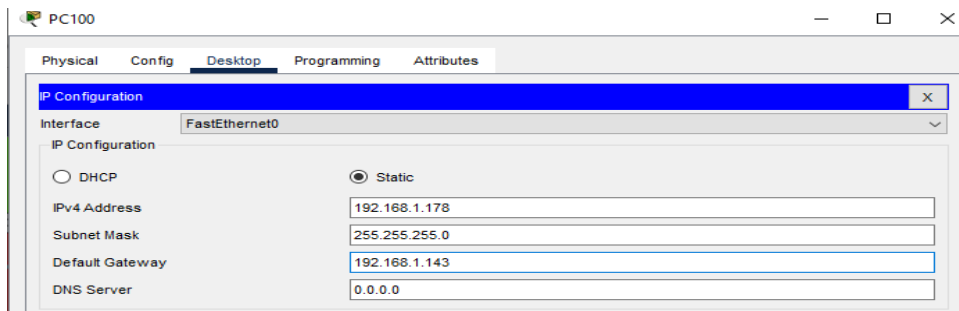 PC100
Physical Config Desktop Programming Attributes
IP Configuration X
Interface FastEthernet0
IP Configuration
DHCP Static
IPv4 Address 192.168.1.178
Subnet Mask 255.255.255.0
Default Gateway 192.168.1.143
DNS Server 0.0.0.0